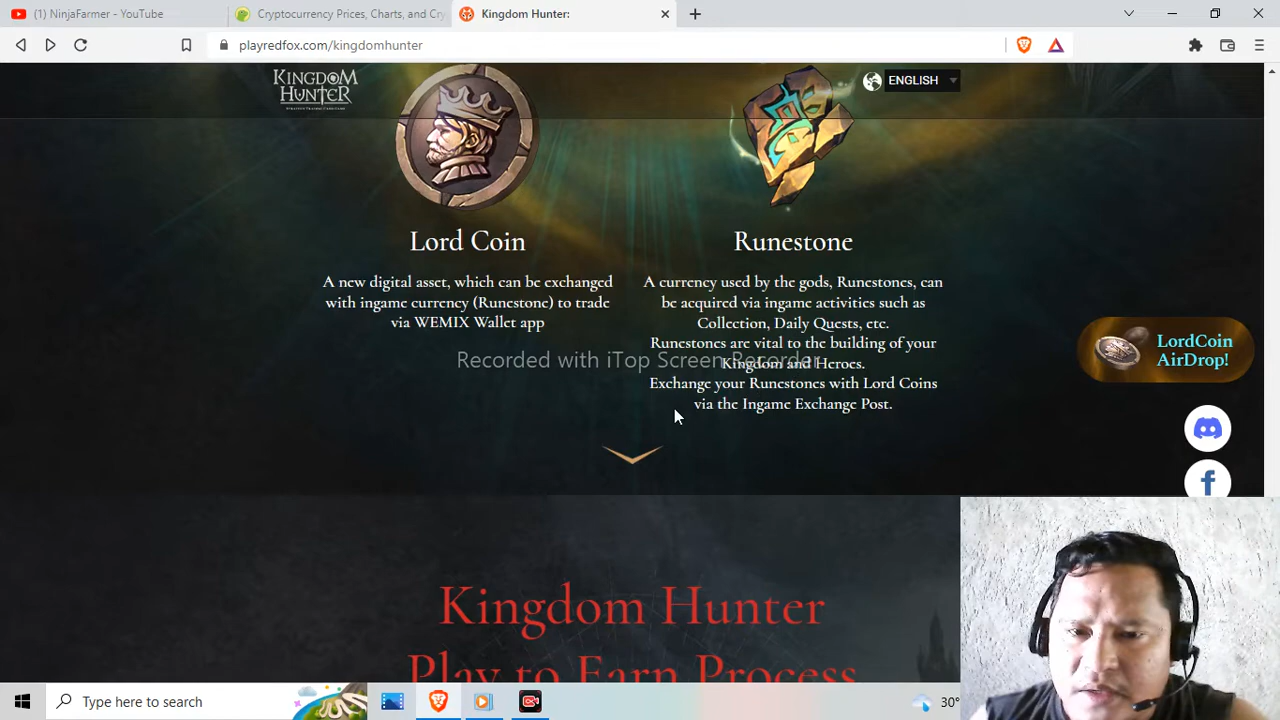 (1) NinjaFarmer - YouTube
Cryptocurrency Prices, Charts, and Cry
Kingdom Hunter:
playredfox.com/kingdomhunter
KINGDOM
HUNTER
ENGLISH
Lord Coin
A new digital asset, which can be exchanged
with ingame currency (Runestone) to trade
via WEMIX Wallet app
Runestone
A currency used by the gods, Runestones, can
be acquired via ingame activities such as
Collection, Daily Quests, etc.
Runestones are vital to the building of your
Kingdom and Heroes.
Exchange your Runestones with Lord Coins
via the Ingame Exchange Post.
Recorded with iTop Screen Recorder
LordCoin
AirDrop!
Kingdom Hunter
Play to Earn Process
Type here to search
30°